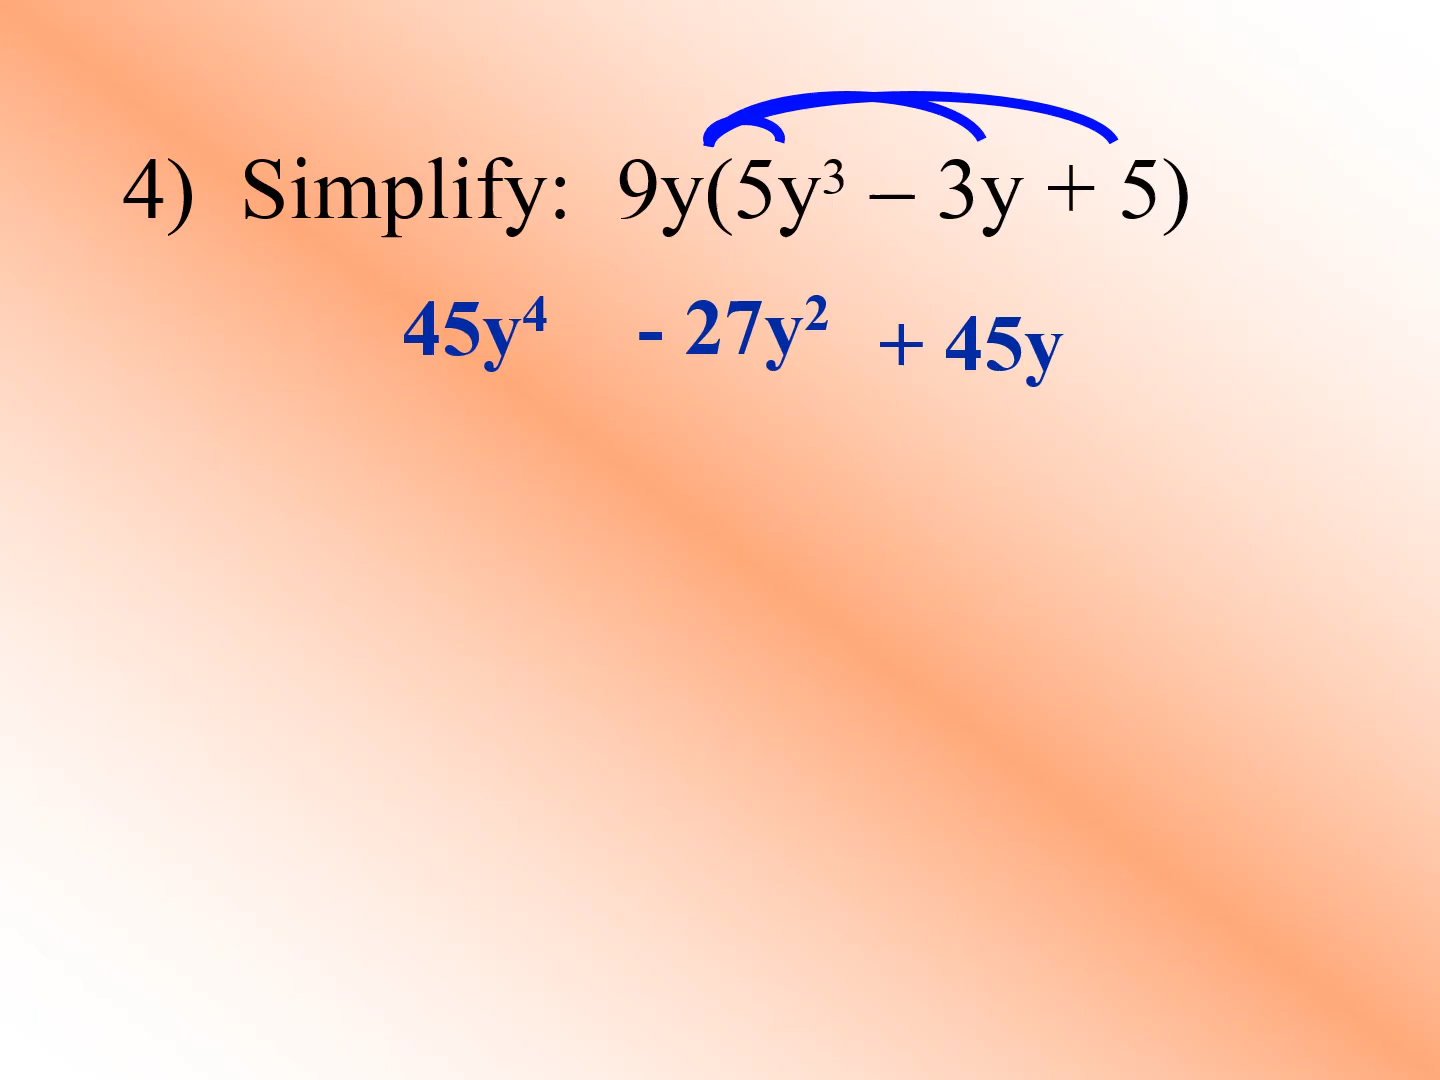 4) Simplify: 9y(5y³ – 3y + 5)
45y⁴ - 27y² + 45y